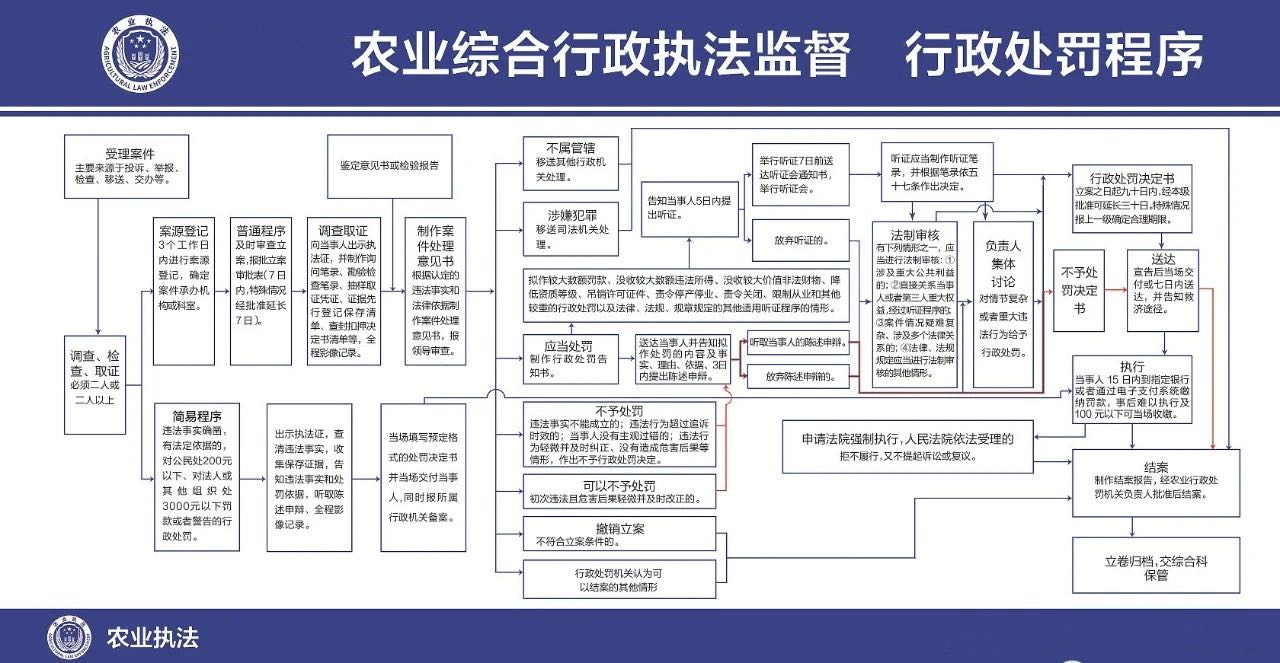 农业执法
AGRICULTURAL LAW ENFORCEMENT
农业综合行政执法监督 行政处罚程序
受理案件
主要来源于投诉、举报、
检查、移送、交办等。
调查、检
查、取证
必须二人或
二人以上
案源登记
3个工作日
内进行案源
登记，确定
案件承办机
构或科室。
普通程序
及时审查立
案，报批立案
审批表(7日
内，特殊情况
经批准延长
7日)。
鉴定意见书或检验报告
调查取证
向当事人出示执
法证，并制作询
问笔录、勘验检
查笔录、抽样取
证凭证、证据先
行登记保存清
单、查封扣押决
定书清单等，全
程影像记录。
制作案
件处理
意见书
根据认定的
违法事实和
法律依据制
作案件处理
意见书，报
领导审查。
简易程序
违法事实确凿，
有法定依据的，
对公民处200元
以下、对法人或
其他组织处
3000元以下罚
款或者警告的行
政处罚。
出示执法证，查
清违法事实，收
集保存证据，告
知违法事实和处
罚依据，听取陈
述申辩、全程影
像记录。
当场填写预定格
式的处罚决定书
并当场交付当事
人，同时报所属
行政机关备案。
不属管辖
移送其他行政机
关处理。
涉嫌犯罪
移送司法机关处
理。
告知当事人5日内提
出听证。
举行听证7日前送
达听证会通知书，
举行听证会。
放弃听证的。
听证应当制作听证笔
录，并根据笔录依五
十七条作出决定。
拟作较大数额罚款、没收较大数额违法所得、没收较大价值非法财物、降
低资质等级、吊销许可证件、责令停产停业、责令关闭、限制从业和其他
较重的行政处罚以及法律、法规、规章规定的其他适用听证程序的情形。
应当处罚
制作行政处罚告
知书。
送达当事人并告知拟
作处罚的内容及事
实、理由、依据、3日
内提出陈述申辩。
听取当事人的陈述申辩。
放弃陈述申辩的。
法制审核
有下列情形之一，应
当进行法制审核：①
涉及重大公共利益
的；②直接关系当事
人或者第三人重大权
益，经过听证程序的；
③案件情况疑难复
杂、涉及多个法律关
系的；④法律、法规
规定应当进行法制审
核的其他情形。
负责人
集体
讨论
对情节复杂
或者重大违
法行为给予
行政处罚。
不予处
罚决定
书
行政处罚决定书
立案之日起九十日内，经本级
批准可延长三十日。特殊情况
报上一级确定合理期限。
送达
宣告后当场交
付或七日内送
达，并告知救
济途径。
执行
当事人 15 日内到指定银行
或者通过电子支付系统缴
纳罚款，事后难以执行及
100 元以下可当场收缴。
不予处罚
违法事实不能成立的；违法行为超过追诉
时效的；当事人没有主观过错的；违法行
为轻微并及时纠正、没有造成危害后果等
情形，作出不予行政处罚决定。
可以不予处罚
初次违法且危害后果轻微并及时改正的。
撤销立案
不符合立案条件的。
行政处罚机关认为可
以结案的其他情形
申请法院强制执行，人民法院依法受理的
拒不履行，又不提起诉讼或复议。
结案
制作结案报告，经农业行政处
罚机关负责人批准后结案。
立卷归档，交综合科
保管
农业执法